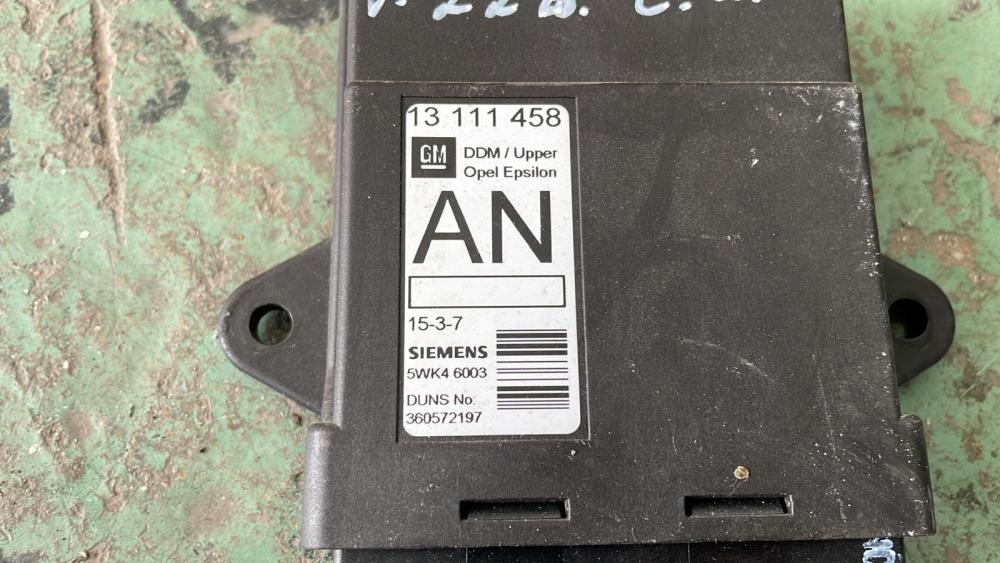 13 111 458
GM
DDM / Upper
Opel Epsilon
AN
15-3-7
SIEMENS
5WK4 6003
DUNS No:
360572197